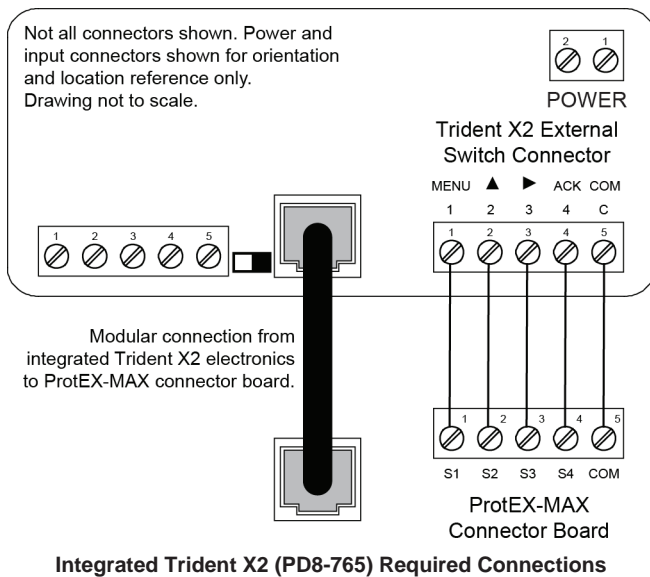 Not all connectors shown. Power and
input connectors shown for orientation
and location reference only.
Drawing not to scale.
2 1
POWER
Trident X2 External
Switch Connector
MENU ▲ ► ACK COM
1 2 3 4 C
1 2 3 4 5
1 2 3 4 5
Modular connection from
integrated Trident X2 electronics
to ProtEX-MAX connector board.
1 2 3 4 5
S1 S2 S3 S4 COM
ProtEX-MAX
Connector Board
Integrated Trident X2 (PD8-765) Required Connections